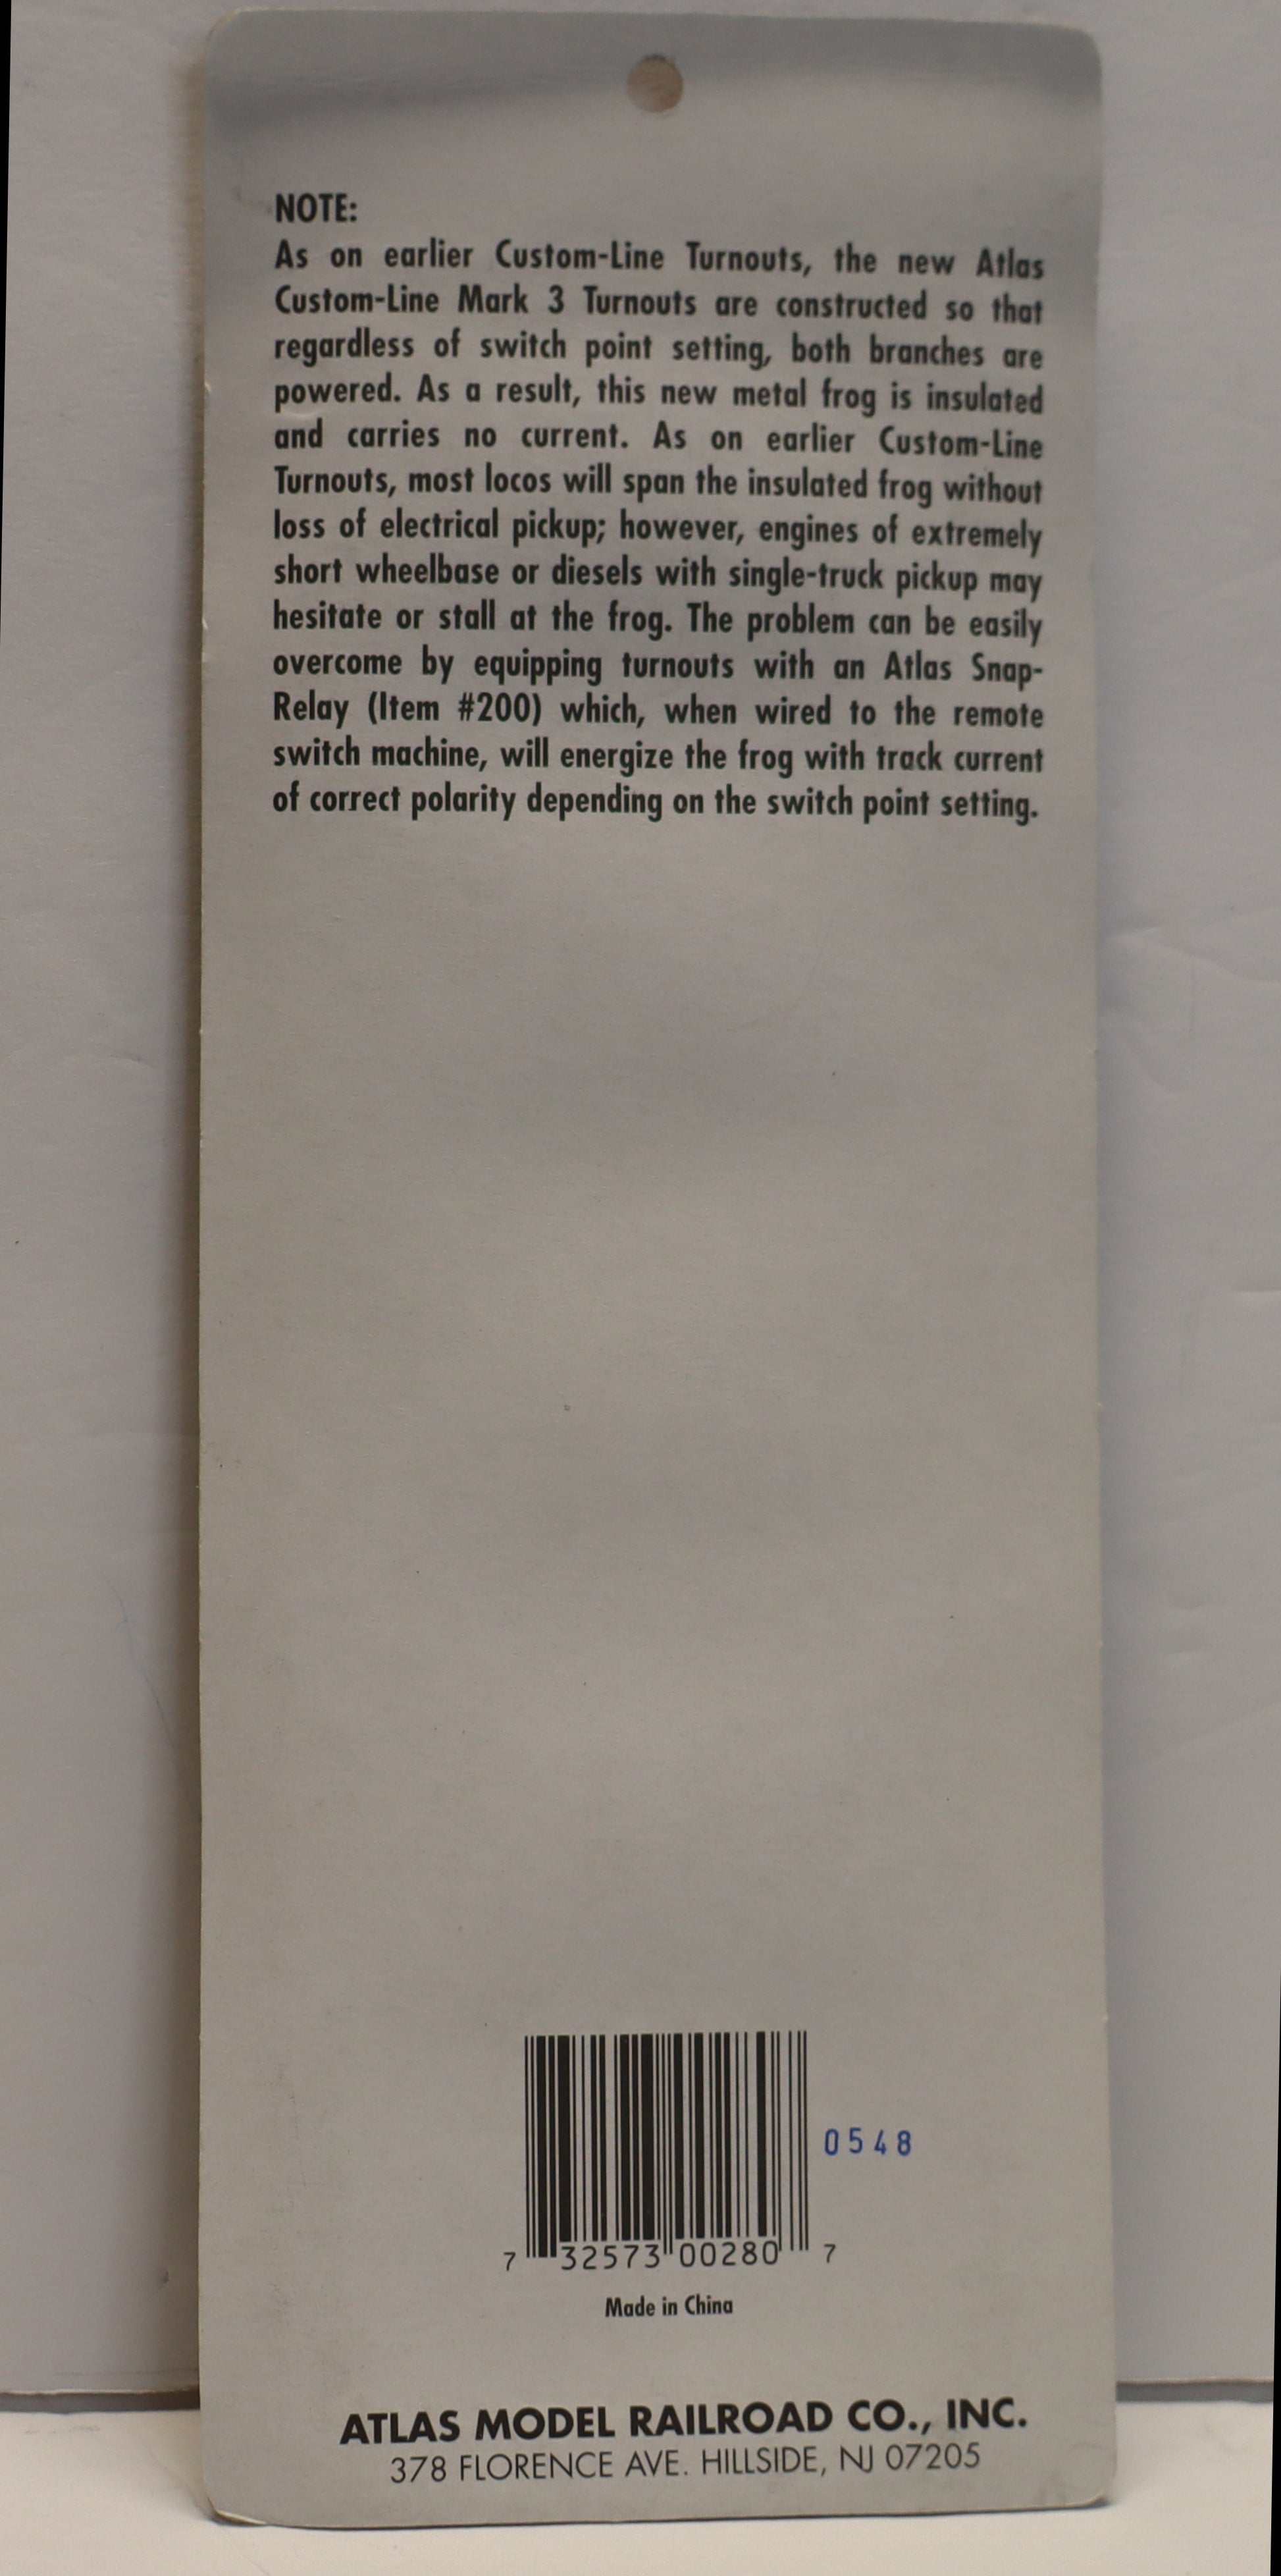 NOTE:
As on earlier Custom-Line Turnouts, the new Atlas
Custom-Line Mark 3 Turnouts are constructed so that
regardless of switch point setting, both branches are
powered. As a result, this new metal frog is insulated
and carries no current. As on earlier Custom-Line
Turnouts, most locos will span the insulated frog without
loss of electrical pickup; however, engines of extremely
short wheelbase or diesels with single-truck pickup may
hesitate or stall at the frog. The problem can be easily
overcome by equipping turnouts with an Atlas Snap-
Relay (Item #200) which, when wired to the remote
switch machine, will energize the frog with track current
of correct polarity depending on the switch point setting.
0548
7 32573 00280 7
Made in China
ATLAS MODEL RAILROAD CO., INC.
378 FLORENCE AVE. HILLSIDE, NJ 07205